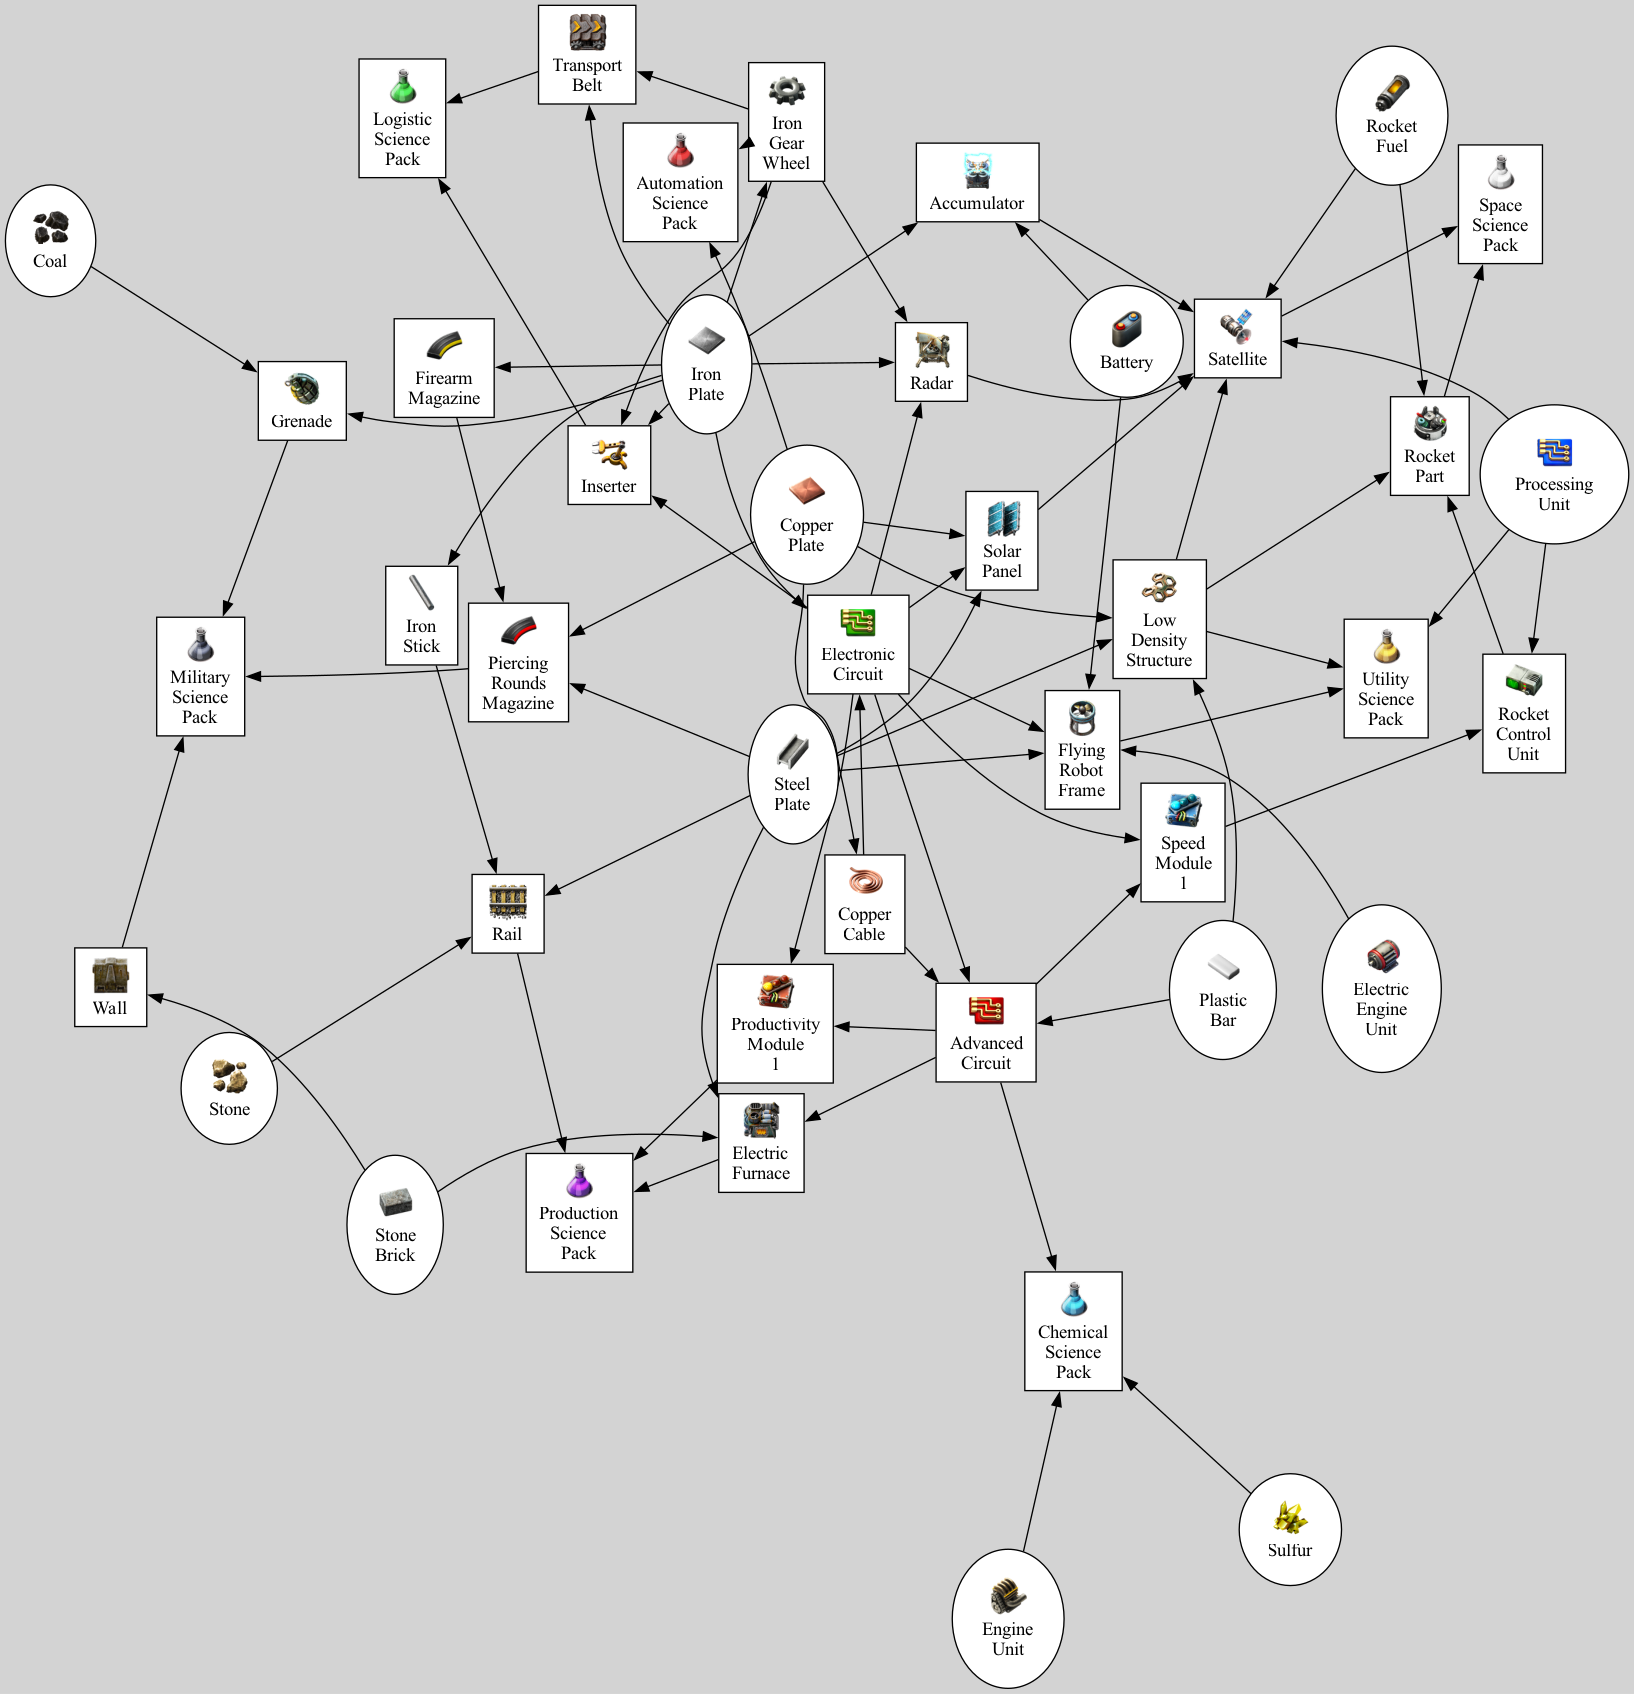 Transport
Belt
Logistic
Science
Pack
Iron
Gear
Wheel
Automation
Science
Pack
Accumulator
Rocket
Fuel
Space
Science
Pack
Coal
Firearm
Magazine
Iron
Plate
Radar
Battery
Satellite
Grenade
Inserter
Rocket
Part
Processing
Unit
Copper
Plate
Solar
Panel
Iron
Stick
Piercing
Rounds
Magazine
Electronic
Circuit
Low
Density
Structure
Military
Science
Pack
Utility
Science
Pack
Rocket
Control
Unit
Steel
Plate
Flying
Robot
Frame
Speed
Module
1
Rail
Copper
Cable
Wall
Productivity
Module
1
Advanced
Circuit
Plastic
Bar
Electric
Engine
Unit
Stone
Electric
Furnace
Stone
Brick
Production
Science
Pack
Chemical
Science
Pack
Sulfur
Engine
Unit